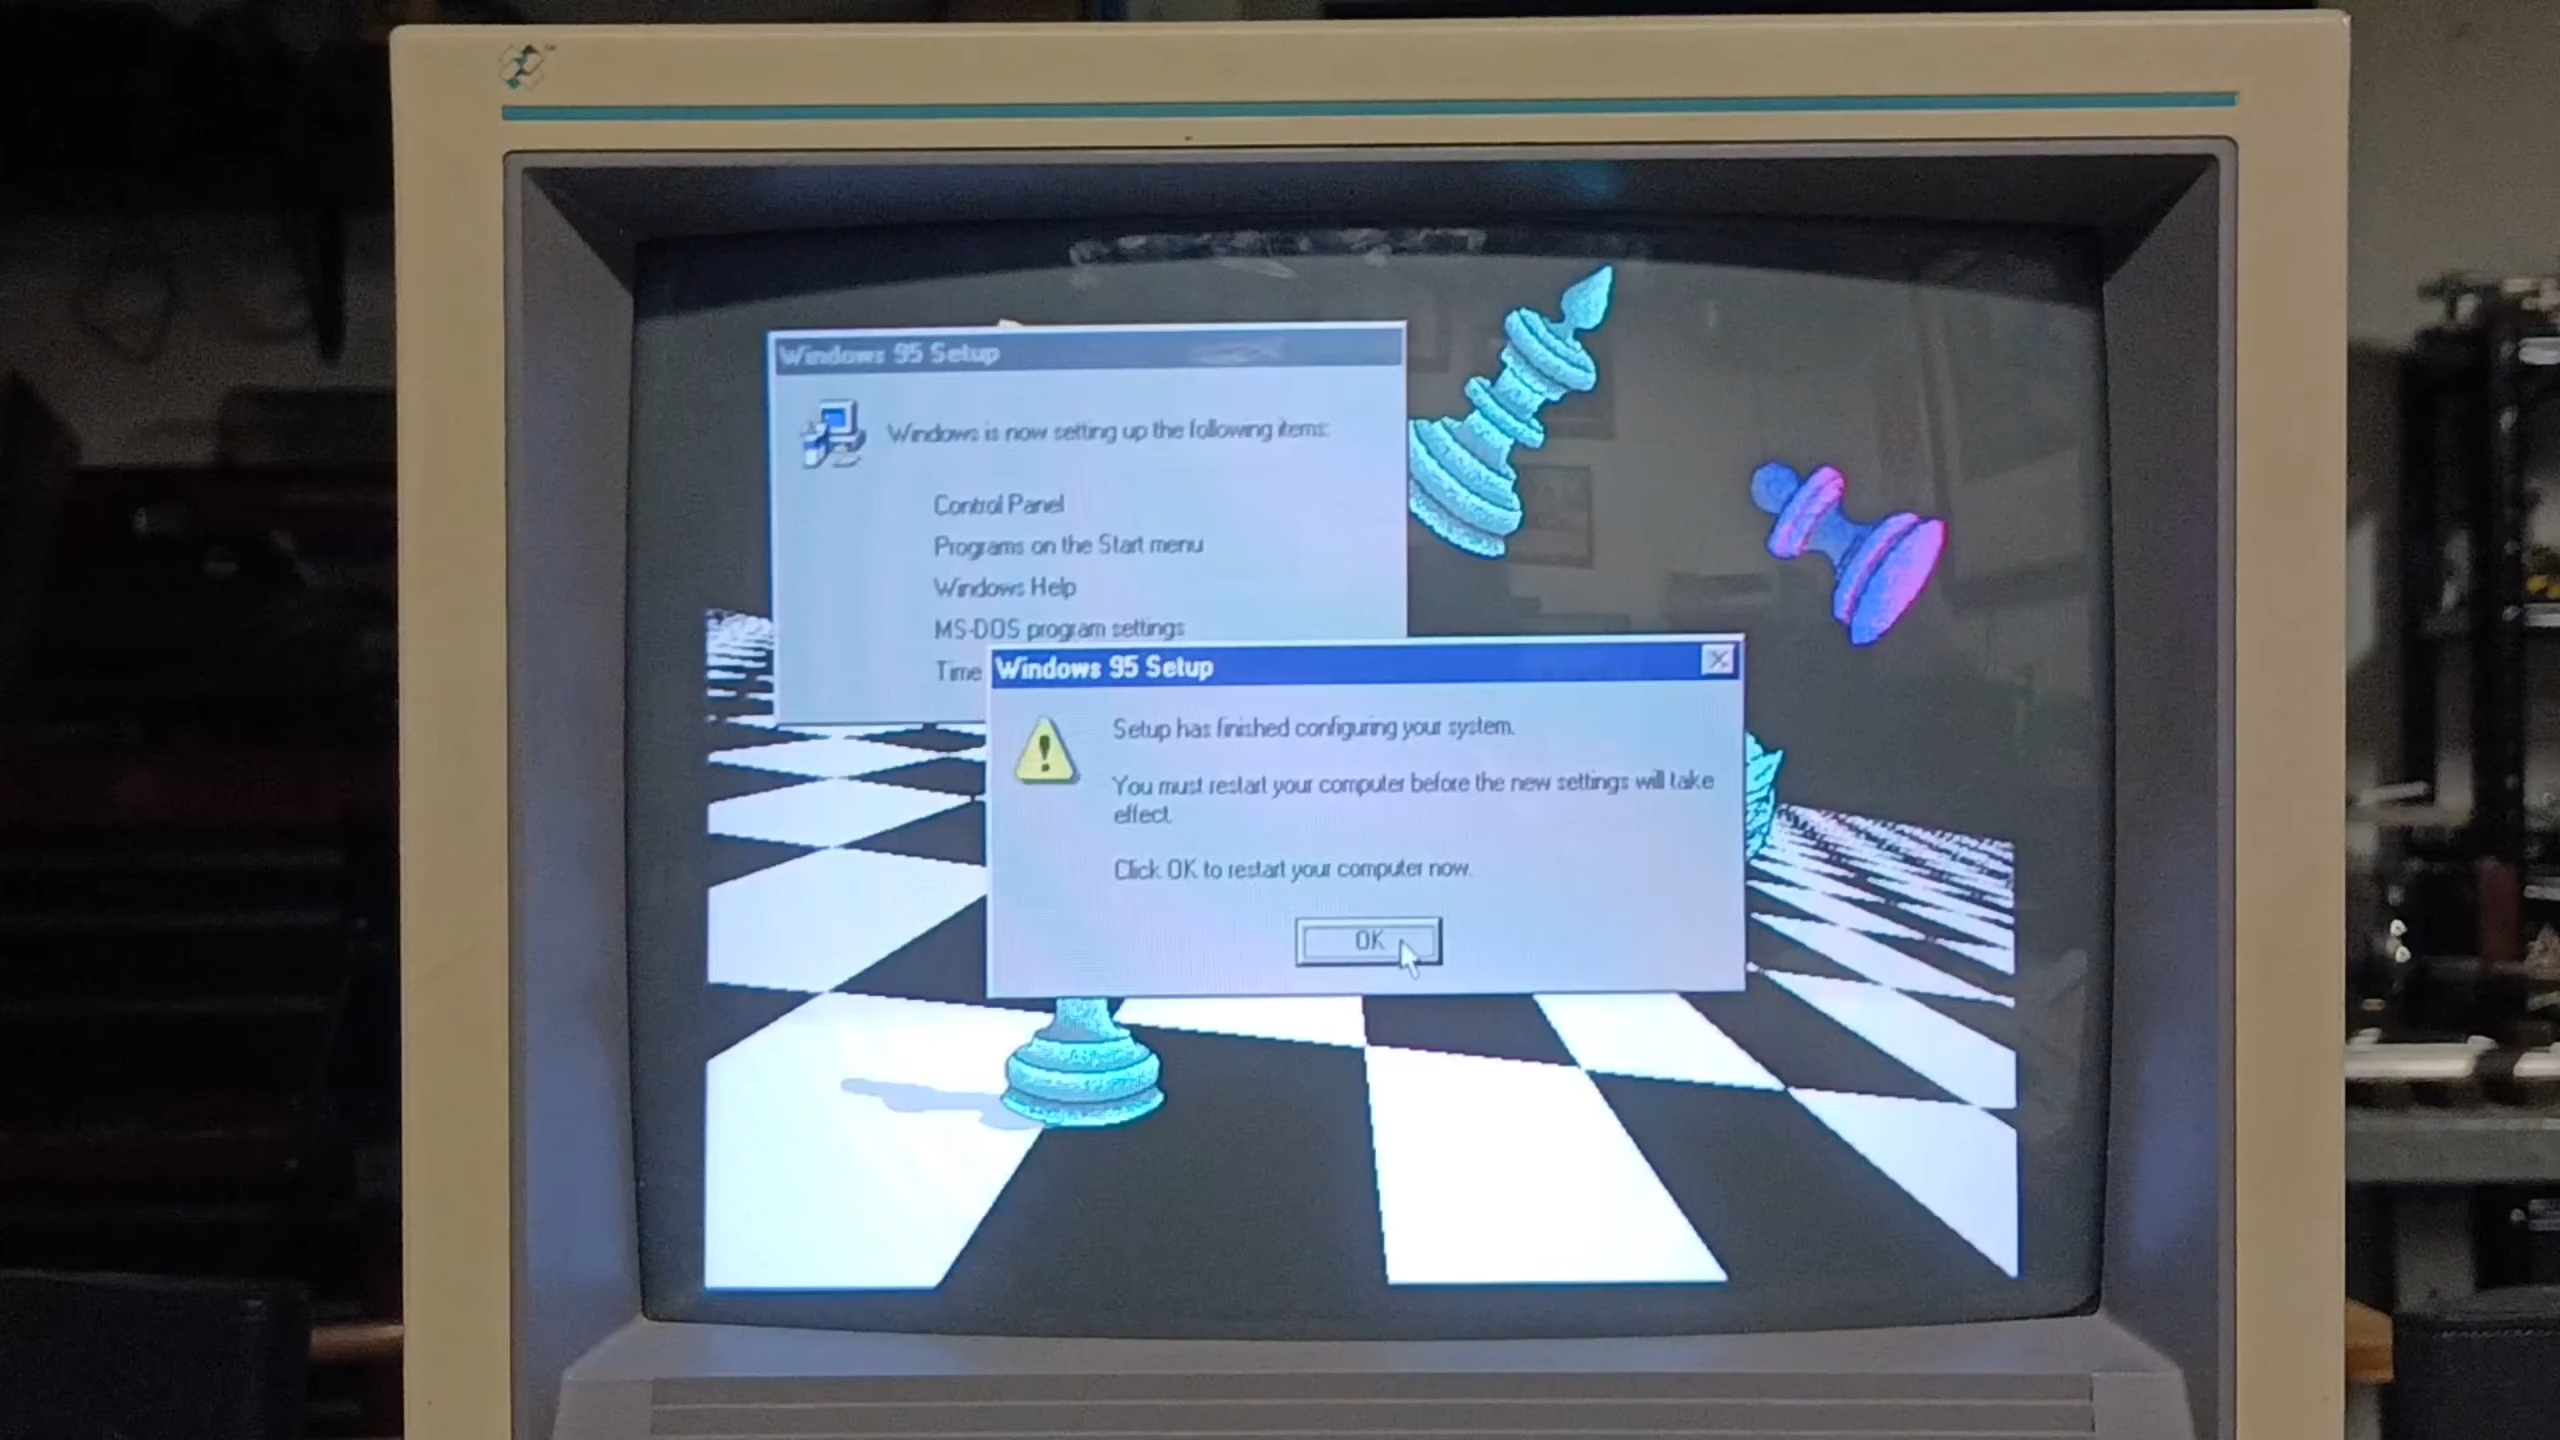 Windows 95 Setup
Windows is now setting up the following items:
Control Panel
Programs on the Start menu
Windows Help
MS-DOS program settings
Time
Windows 95 Setup
Setup has finished configuring your system.
You must restart your computer before the new settings will take
effect.
Click OK to restart your computer now.
OK